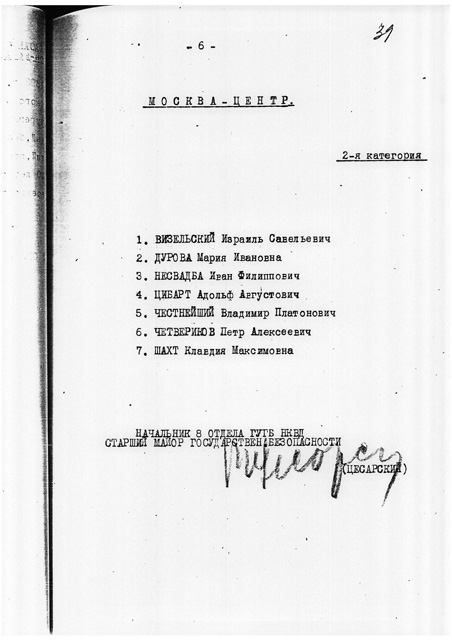 39
- 6 -
МОСКВА-ЦЕНТР.
2-я категория
1. ВИЗЕЛЬСКИЙ Израиль Савельевич
2. ДУРОВА Мария Ивановна
3. НЕСВАДБА Иван Филиппович
4. ЦИБАРТ Адольф Августович
5. ЧЕСТНЕЙШИЙ Владимир Платонович
6. ЧЕТВЕРИКОВ Петр Алексеевич
7. ШАХТ Клавдия Максимовна
НАЧАЛЬНИК 8 ОТДЕЛА ГУГБ НКВД
СТАРШИЙ МАЙОР ГОСУДАРСТВЕН.БЕЗОПАСНОСТИ
(ЦЕСАРСКИЙ)